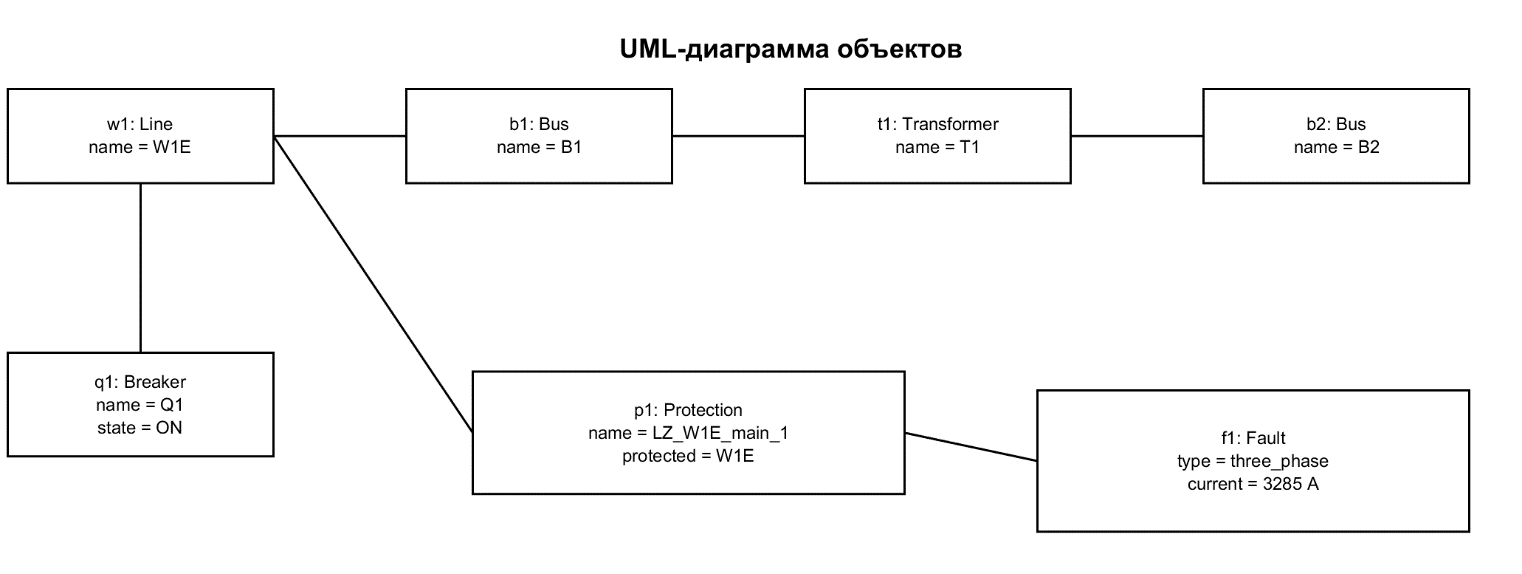 UML-диаграмма объектов
w1: Line
name = W1E
b1: Bus
name = B1
t1: Transformer
name = T1
b2: Bus
name = B2
q1: Breaker
name = Q1
state = ON
p1: Protection
name = LZ_W1E_main_1
protected = W1E
f1: Fault
type = three_phase
current = 3285 A